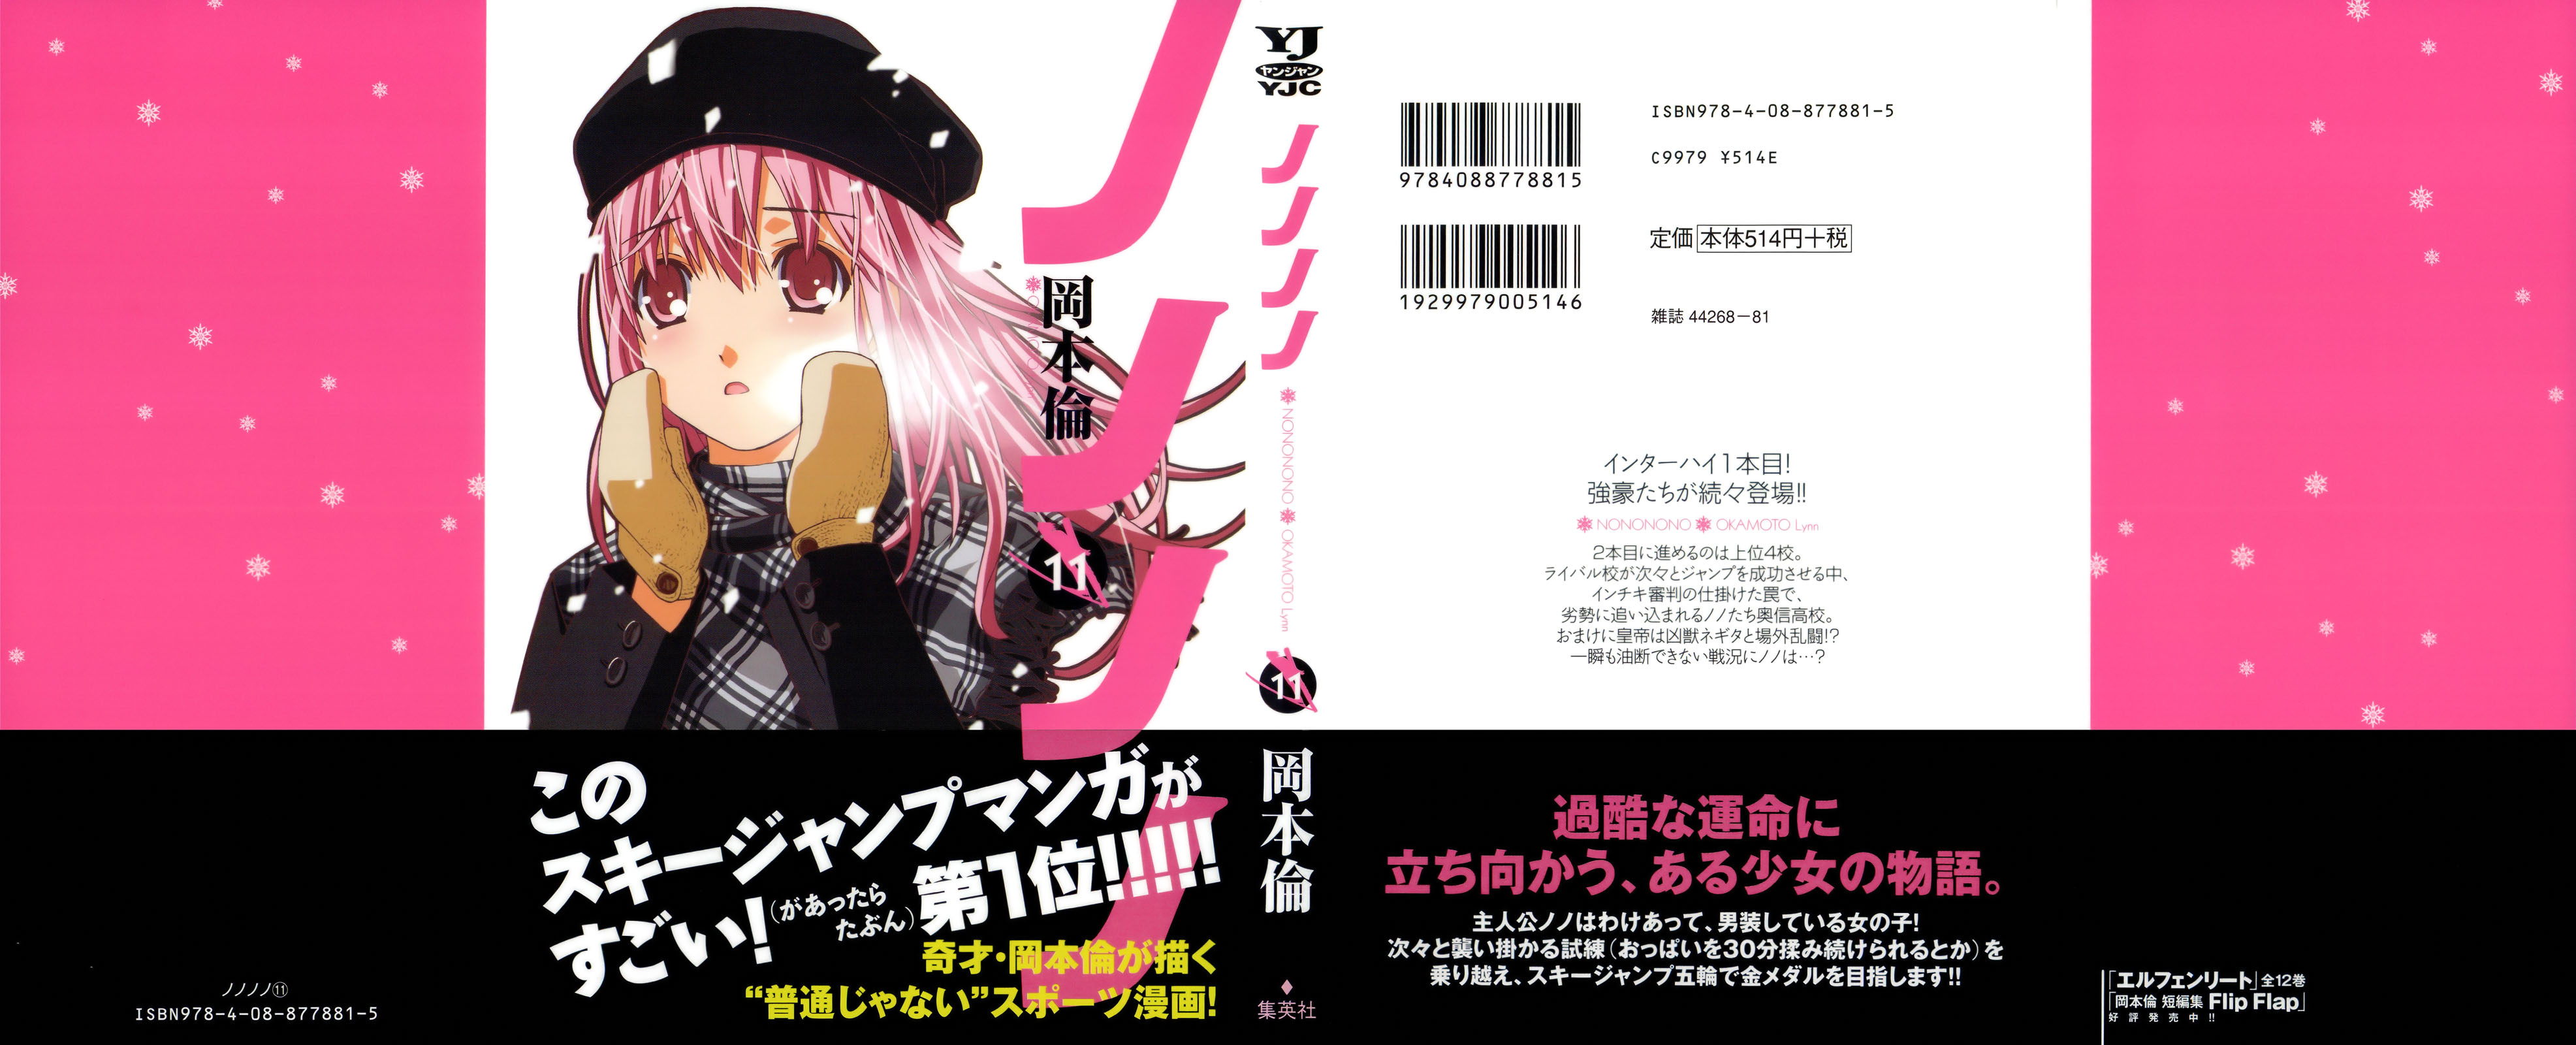 ノノノノ
岡本倫
11
この
スキージャンプマンガが
すごい!(があったら
たぶん)第1位!!!!!
奇才・岡本倫が描く
“普通じゃない”スポーツ漫画!
ノノノノ⑪
ISBN978-4-08-877881-5
YJ
ヤンジャン
YJC
ノノノノ
NONONONO OKAMOTO Lynn
11
岡本倫
集英社
9784088778815
1929979005146
ISBN978-4-08-877881-5
C9979 ¥514E
定価 本体514円+税
雑誌 44268-81
インターハイ1本目!
強豪たちが続々登場!!
NONONONO OKAMOTO Lynn
2本目に進めるのは上位4校。
ライバル校が次々とジャンプを成功させる中、
インチキ審判の仕掛けた罠で、
劣勢に追い込まれるノノたち奥信高校。
おまけに皇帝は凶獣ネギタと場外乱闘!?
一瞬も油断できない戦況にノノは…?
過酷な運命に
立ち向かう、ある少女の物語。
主人公ノノはわけあって、男装している女の子!
次々と襲い掛かる試練(おっぱいを30分揉み続けられるとか)を
乗り越え、スキージャンプ五輪で金メダルを目指します!!
「エルフェンリート」全12巻
「岡本倫 短編集 Flip Flap」
好評発売中!!